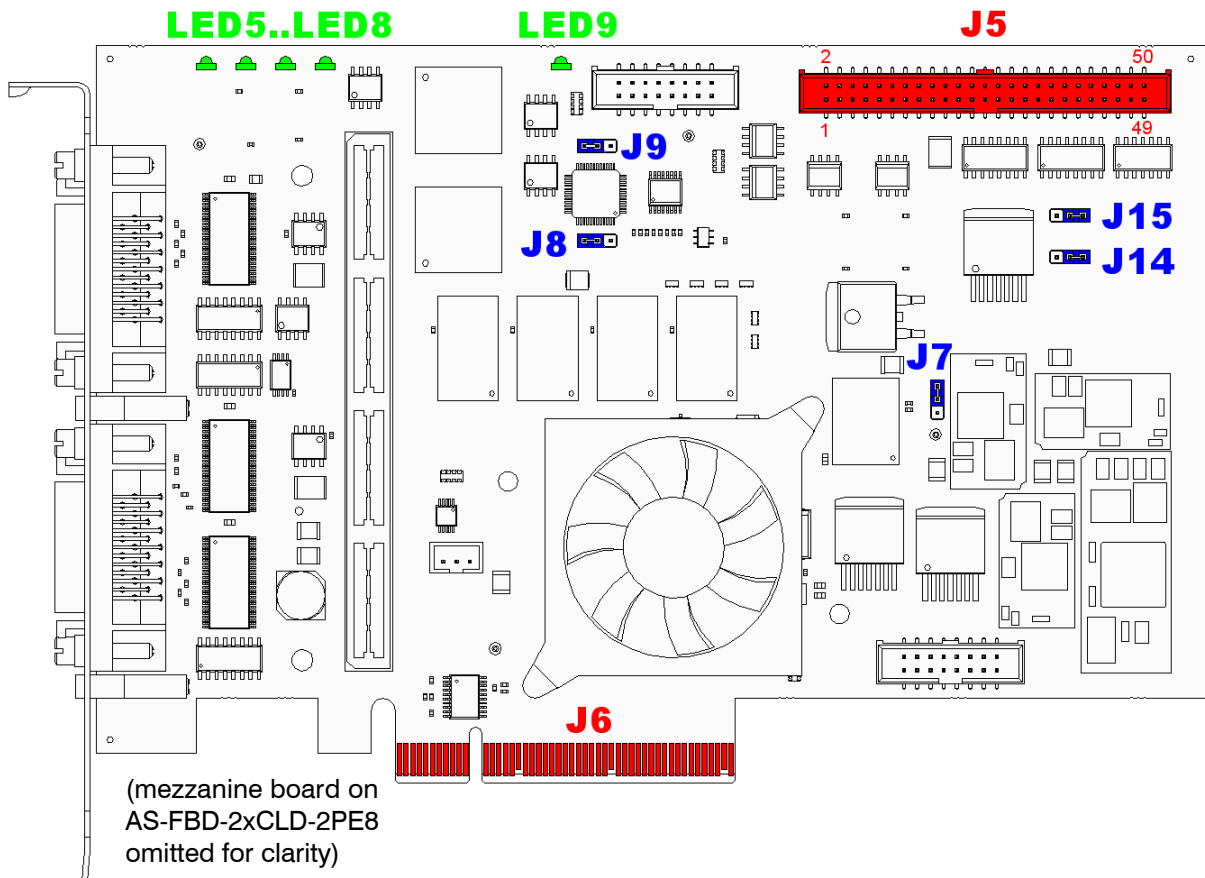 LED5..LED8
LED9
J5
2
50
1
49
J9
J15
J8
J14
J7
J6
(mezzanine board on
AS-FBD-2xCLD-2PE8
omitted for clarity)